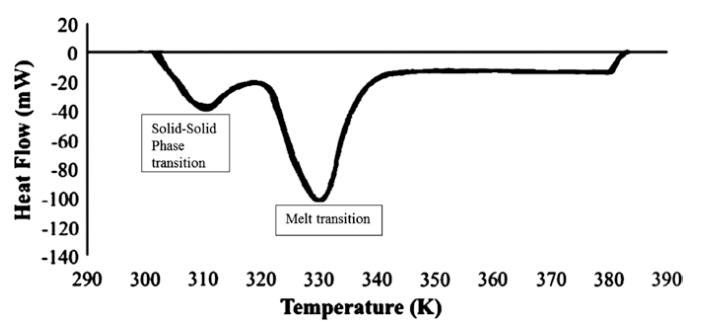 20
0
-20
-40
-60
-80
-100
-120
-140
Heat Flow (mW)
Solid-Solid
Phase
transition
Melt transition
290 300 310 320 330 340 350 360 370 380 390
Temperature (K)